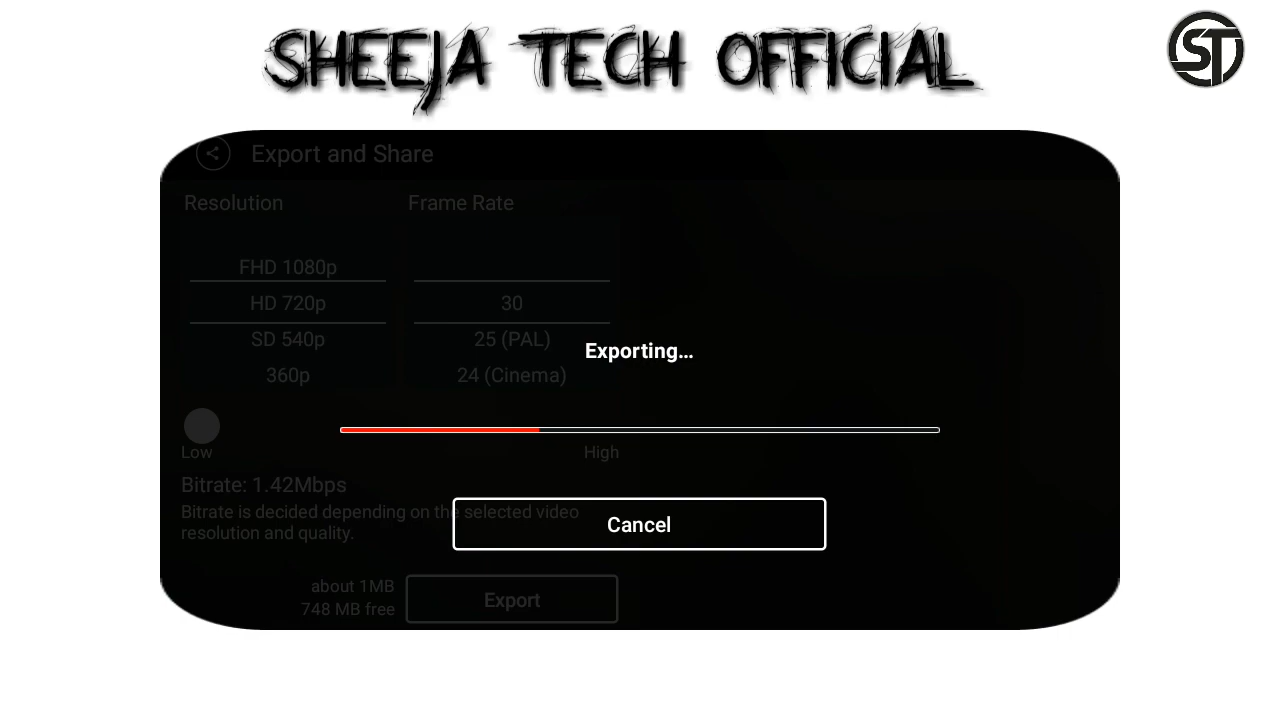 SHEEJA TECH OFFICIAL
ST
Export and Share
Resolution
Frame Rate
FHD 1080p
HD 720p
30
SD 540p
25 (PAL)
Exporting…
360p
24 (Cinema)
Low
High
Bitrate: 1.42Mbps
Bitrate is decided depending on the selected video
resolution and quality.
Cancel
about 1MB
748 MB free
Export